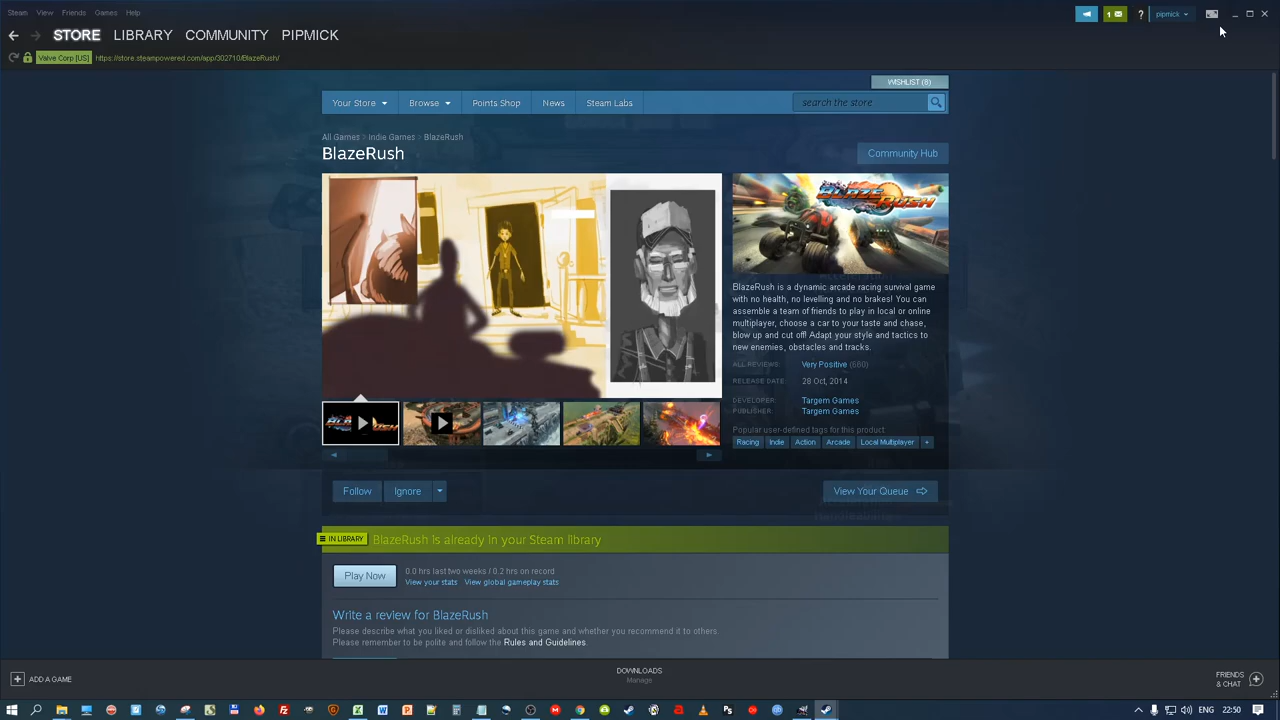 Steam View Friends Games Help
1 ? pipmick
STORE LIBRARY COMMUNITY PIPMICK
Valve Corp [US] https://store.steampowered.com/app/302710/BlazeRush/
WISHLIST (8)
Your Store Browse Points Shop News Steam Labs search the store
All Games > Indie Games > BlazeRush
BlazeRush
Community Hub
BLAZE RUSH
BlazeRush is a dynamic arcade racing survival game
with no health, no levelling and no brakes! You can
assemble a team of friends to play in local or online
multiplayer, choose a car to your taste and chase,
blow up and cut off! Adapt your style and tactics to
new enemies, obstacles and tracks.
ALL REVIEWS: Very Positive (560)
RELEASE DATE: 28 Oct, 2014
DEVELOPER: Targem Games
PUBLISHER: Targem Games
Popular user-defined tags for this product:
Racing Indie Action Arcade Local Multiplayer +
Follow Ignore View Your Queue
IN LIBRARY BlazeRush is already in your Steam library
Play Now
0.0 hrs last two weeks / 0.2 hrs on record
View your stats View global gameplay stats
Write a review for BlazeRush
Please describe what you liked or disliked about this game and whether you recommend it to others.
Please remember to be polite and follow the Rules and Guidelines.
+ ADD A GAME
DOWNLOADS
Manage
FRIENDS
& CHAT +
ENG 22:50